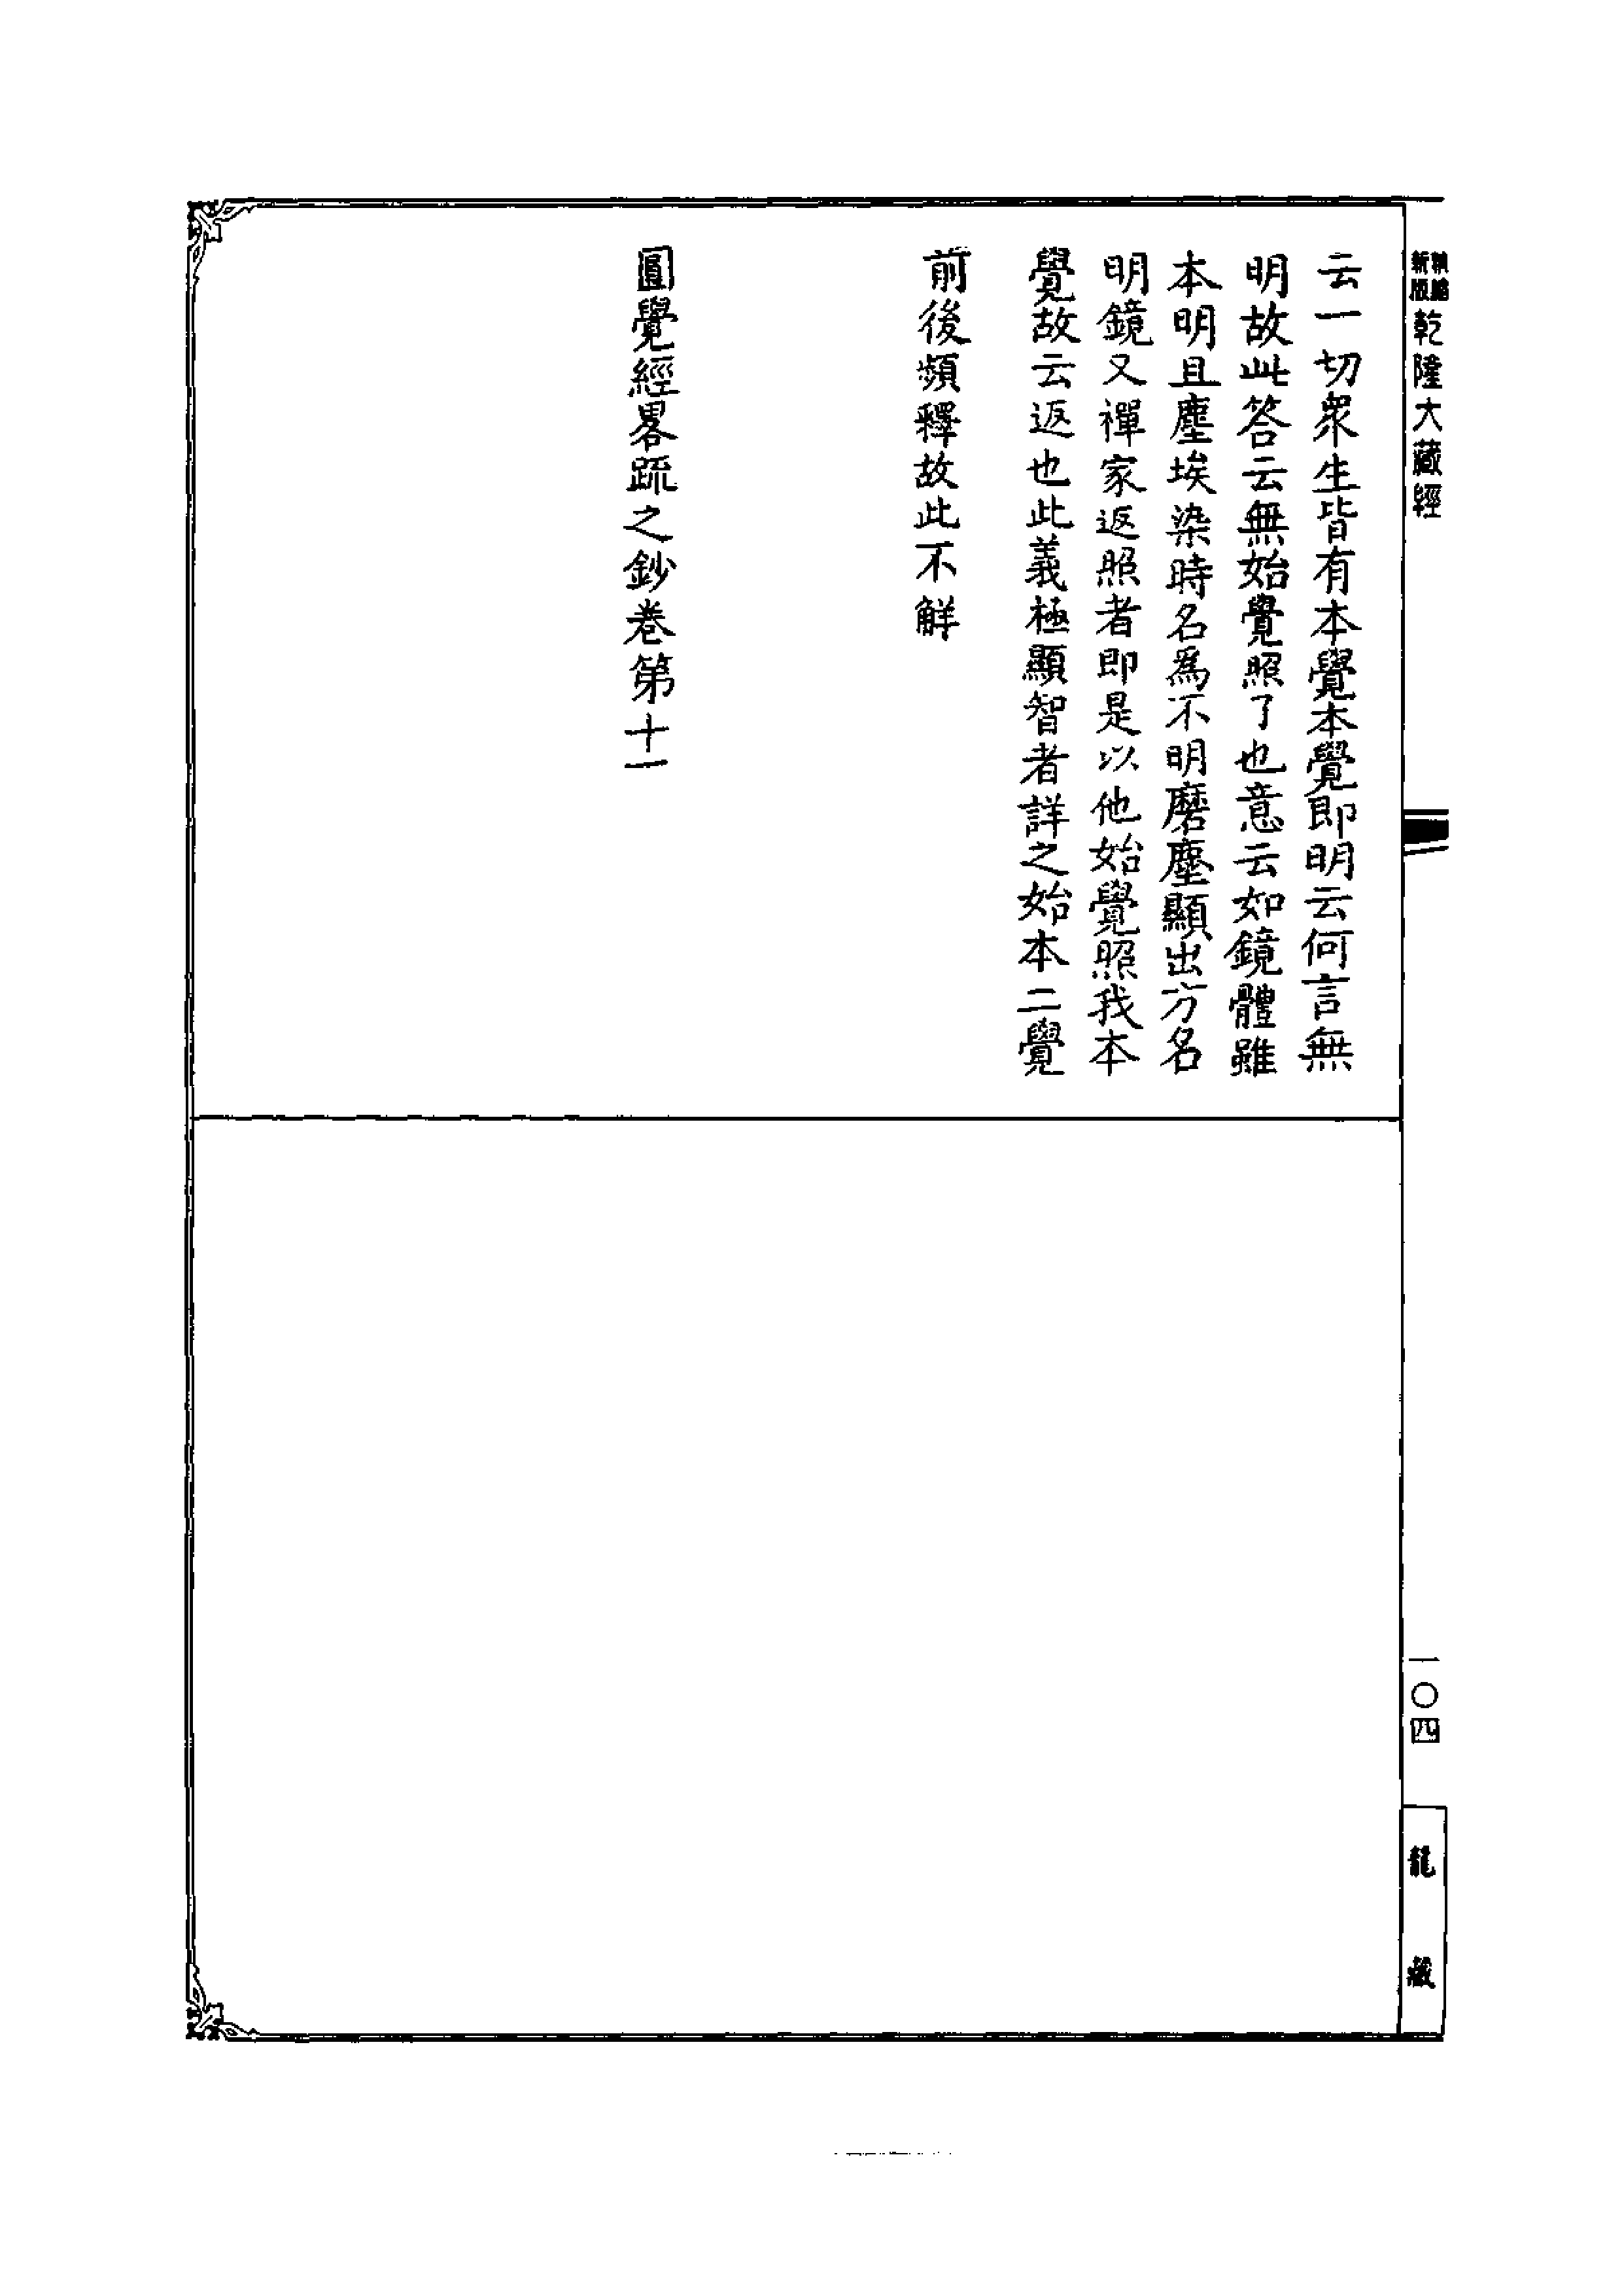 精縮
新版
乾隆大藏經
云一切衆生皆有本覺本覺即明云何言無
明故此答云無始覺照了也意云如鏡體雖
本明且塵埃染時名爲不明磨塵顯出方名
明鏡又禪家返照者即是以他始覺照我本
覺故云返也此義極顯智者詳之始本二覺
前後頻釋故此不觧
圓覺經畧疏之鈔卷第十一
一〇四
龍藏